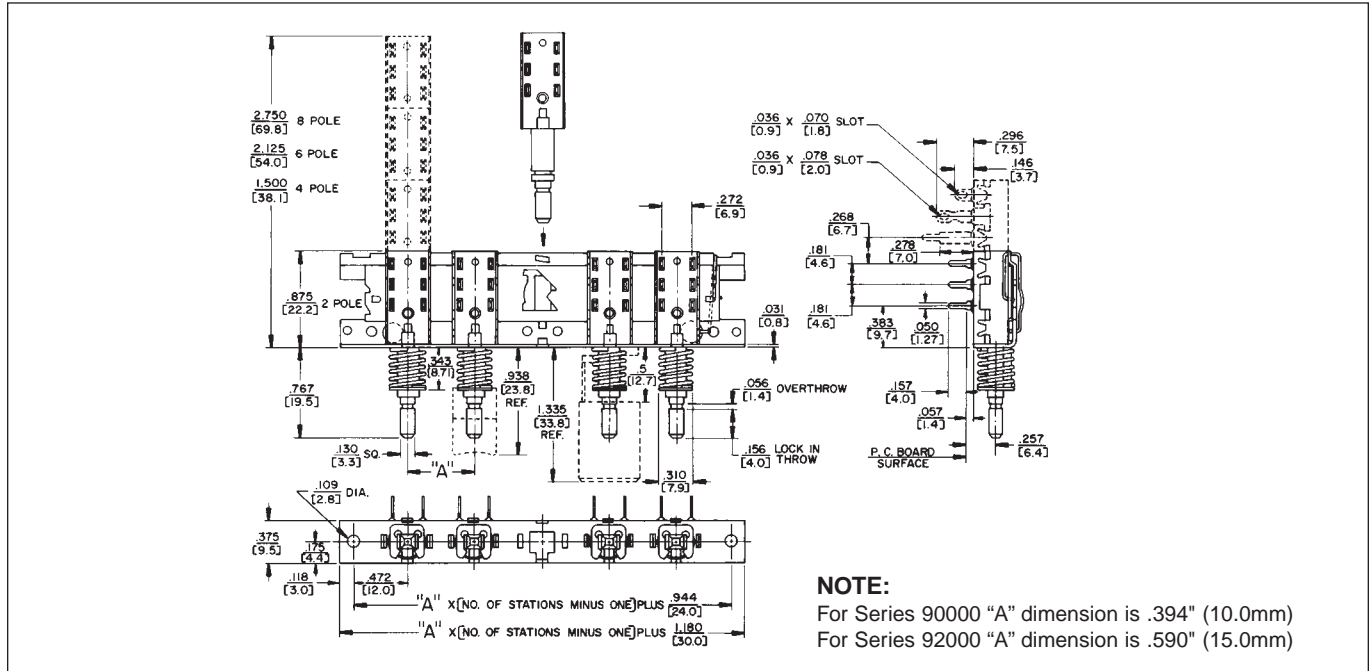 2.750 8 POLE
[69.8]
2.125 6 POLE
[54.0]
1.500 4 POLE
[38.1]
.875 2 POLE
[22.2]
.767
[19.5]
.130 SQ.
[3.3]
"A"
.343
[8.71]
.938
[23.8]
REF.
1.335
[33.8]
REF.
.5
[12.7]
.272
[6.9]
.031
[0.8]
.056 OVERTHROW
[1.4]
.156 LOCK IN
[4.0] THROW
.310
[7.9]
.036 X .070 SLOT
[0.9] [1.8]
.036 X .078 SLOT
[0.9] [2.0]
.296
[7.5]
.146
[3.7]
.268
[6.7]
.278
[7.0]
.181
[4.6]
.181
[4.6]
.383
[9.7]
.050
[1.27]
.157
[4.0]
.057
[1.4]
.257
[6.4]
P. C. BOARD
SURFACE
.109 DIA.
[2.8]
.375
[9.5]
.175
[4.4]
.118
[3.0]
.472
[12.0]
"A" X [NO. OF STATIONS MINUS ONE] PLUS .944
[24.0]
"A" X [NO. OF STATIONS MINUS ONE] PLUS 1.180
[30.0]
NOTE:
For Series 90000 “A” dimension is .394" (10.0mm)
For Series 92000 “A” dimension is .590" (15.0mm)